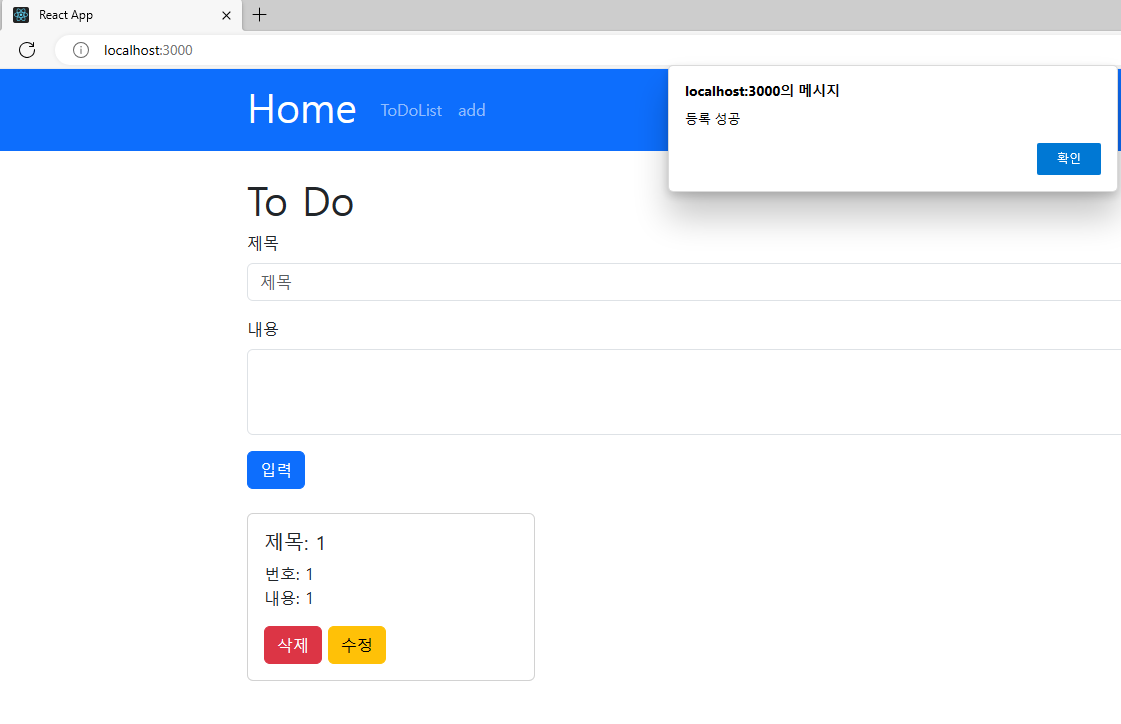 React App
localhost:3000
Home ToDoList add
localhost:3000의 메시지
등록 성공
확인
To Do
제목
제목
내용
입력
제목: 1
번호: 1
내용: 1
삭제 수정